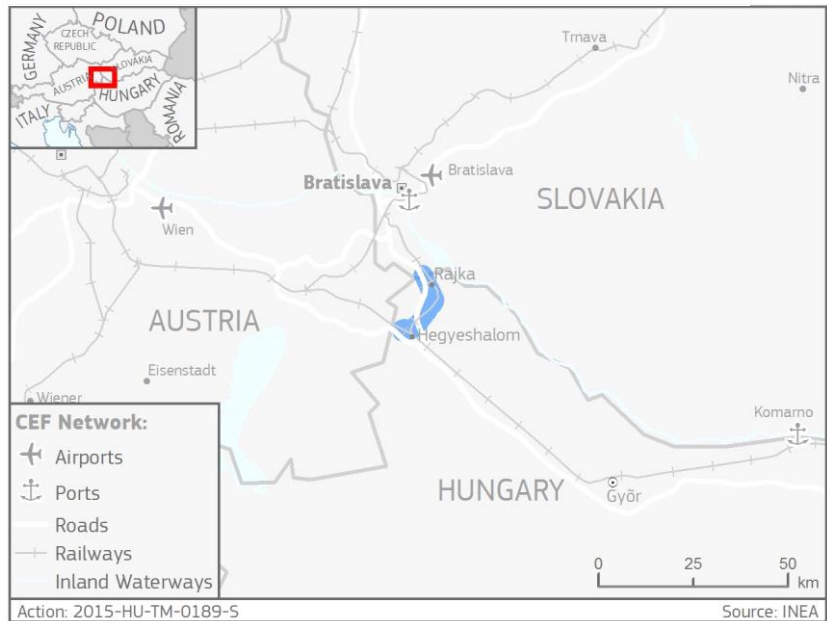 POLAND
GERMANY
CZECH
REPUBLIC
SLOVAKIA
AUSTRIA
HUNGARY
ITALY
ROMANIA
Trnava
Nitra
Bratislava
Bratislava
SLOVAKIA
Wien
Rajka
AUSTRIA
Hegyeshalom
Eisenstadt
Wiener
Komarno
HUNGARY
Győr
CEF Network:
Airports
Ports
Roads
Railways
Inland Waterways
0 25 50
km
Action: 2015-HU-TM-0189-S
Source: INEA